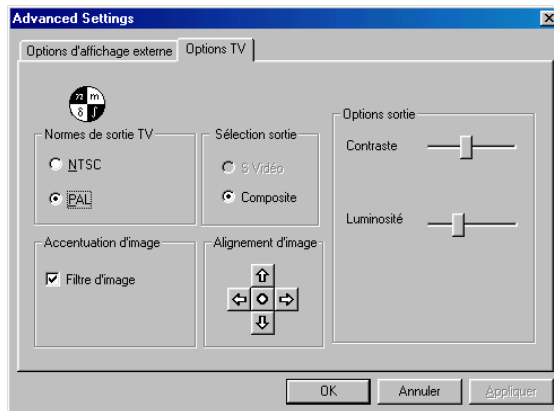 Advanced Settings
Options d'affichage externe
Options TV
n m
δ ∫
Normes de sortie TV
NTSC
PAL
Sélection sortie
S Vidéo
Composite
Options sortie
Contraste
Luminosité
Accentuation d'image
Filtre d'image
Alignement d'image
OK
Annuler
Appliquer